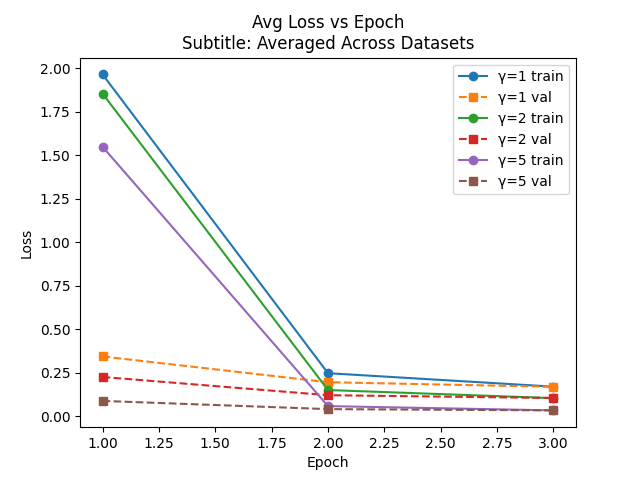 Avg Loss vs Epoch
Subtitle: Averaged Across Datasets
2.00
1.75
1.50
1.25
1.00
0.75
0.50
0.25
0.00
Loss
γ=1 train
γ=1 val
γ=2 train
γ=2 val
γ=5 train
γ=5 val
1.00 1.25 1.50 1.75 2.00 2.25 2.50 2.75 3.00
Epoch